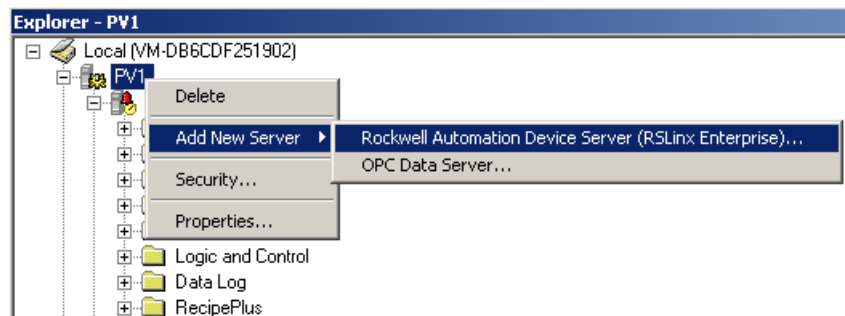 Explorer - PV1
Local (VM-DB6CDF251902)
PV1
Delete
Add New Server
Rockwell Automation Device Server (RSLinx Enterprise)...
OPC Data Server...
Security...
Properties...
Logic and Control
Data Log
RecipePlus